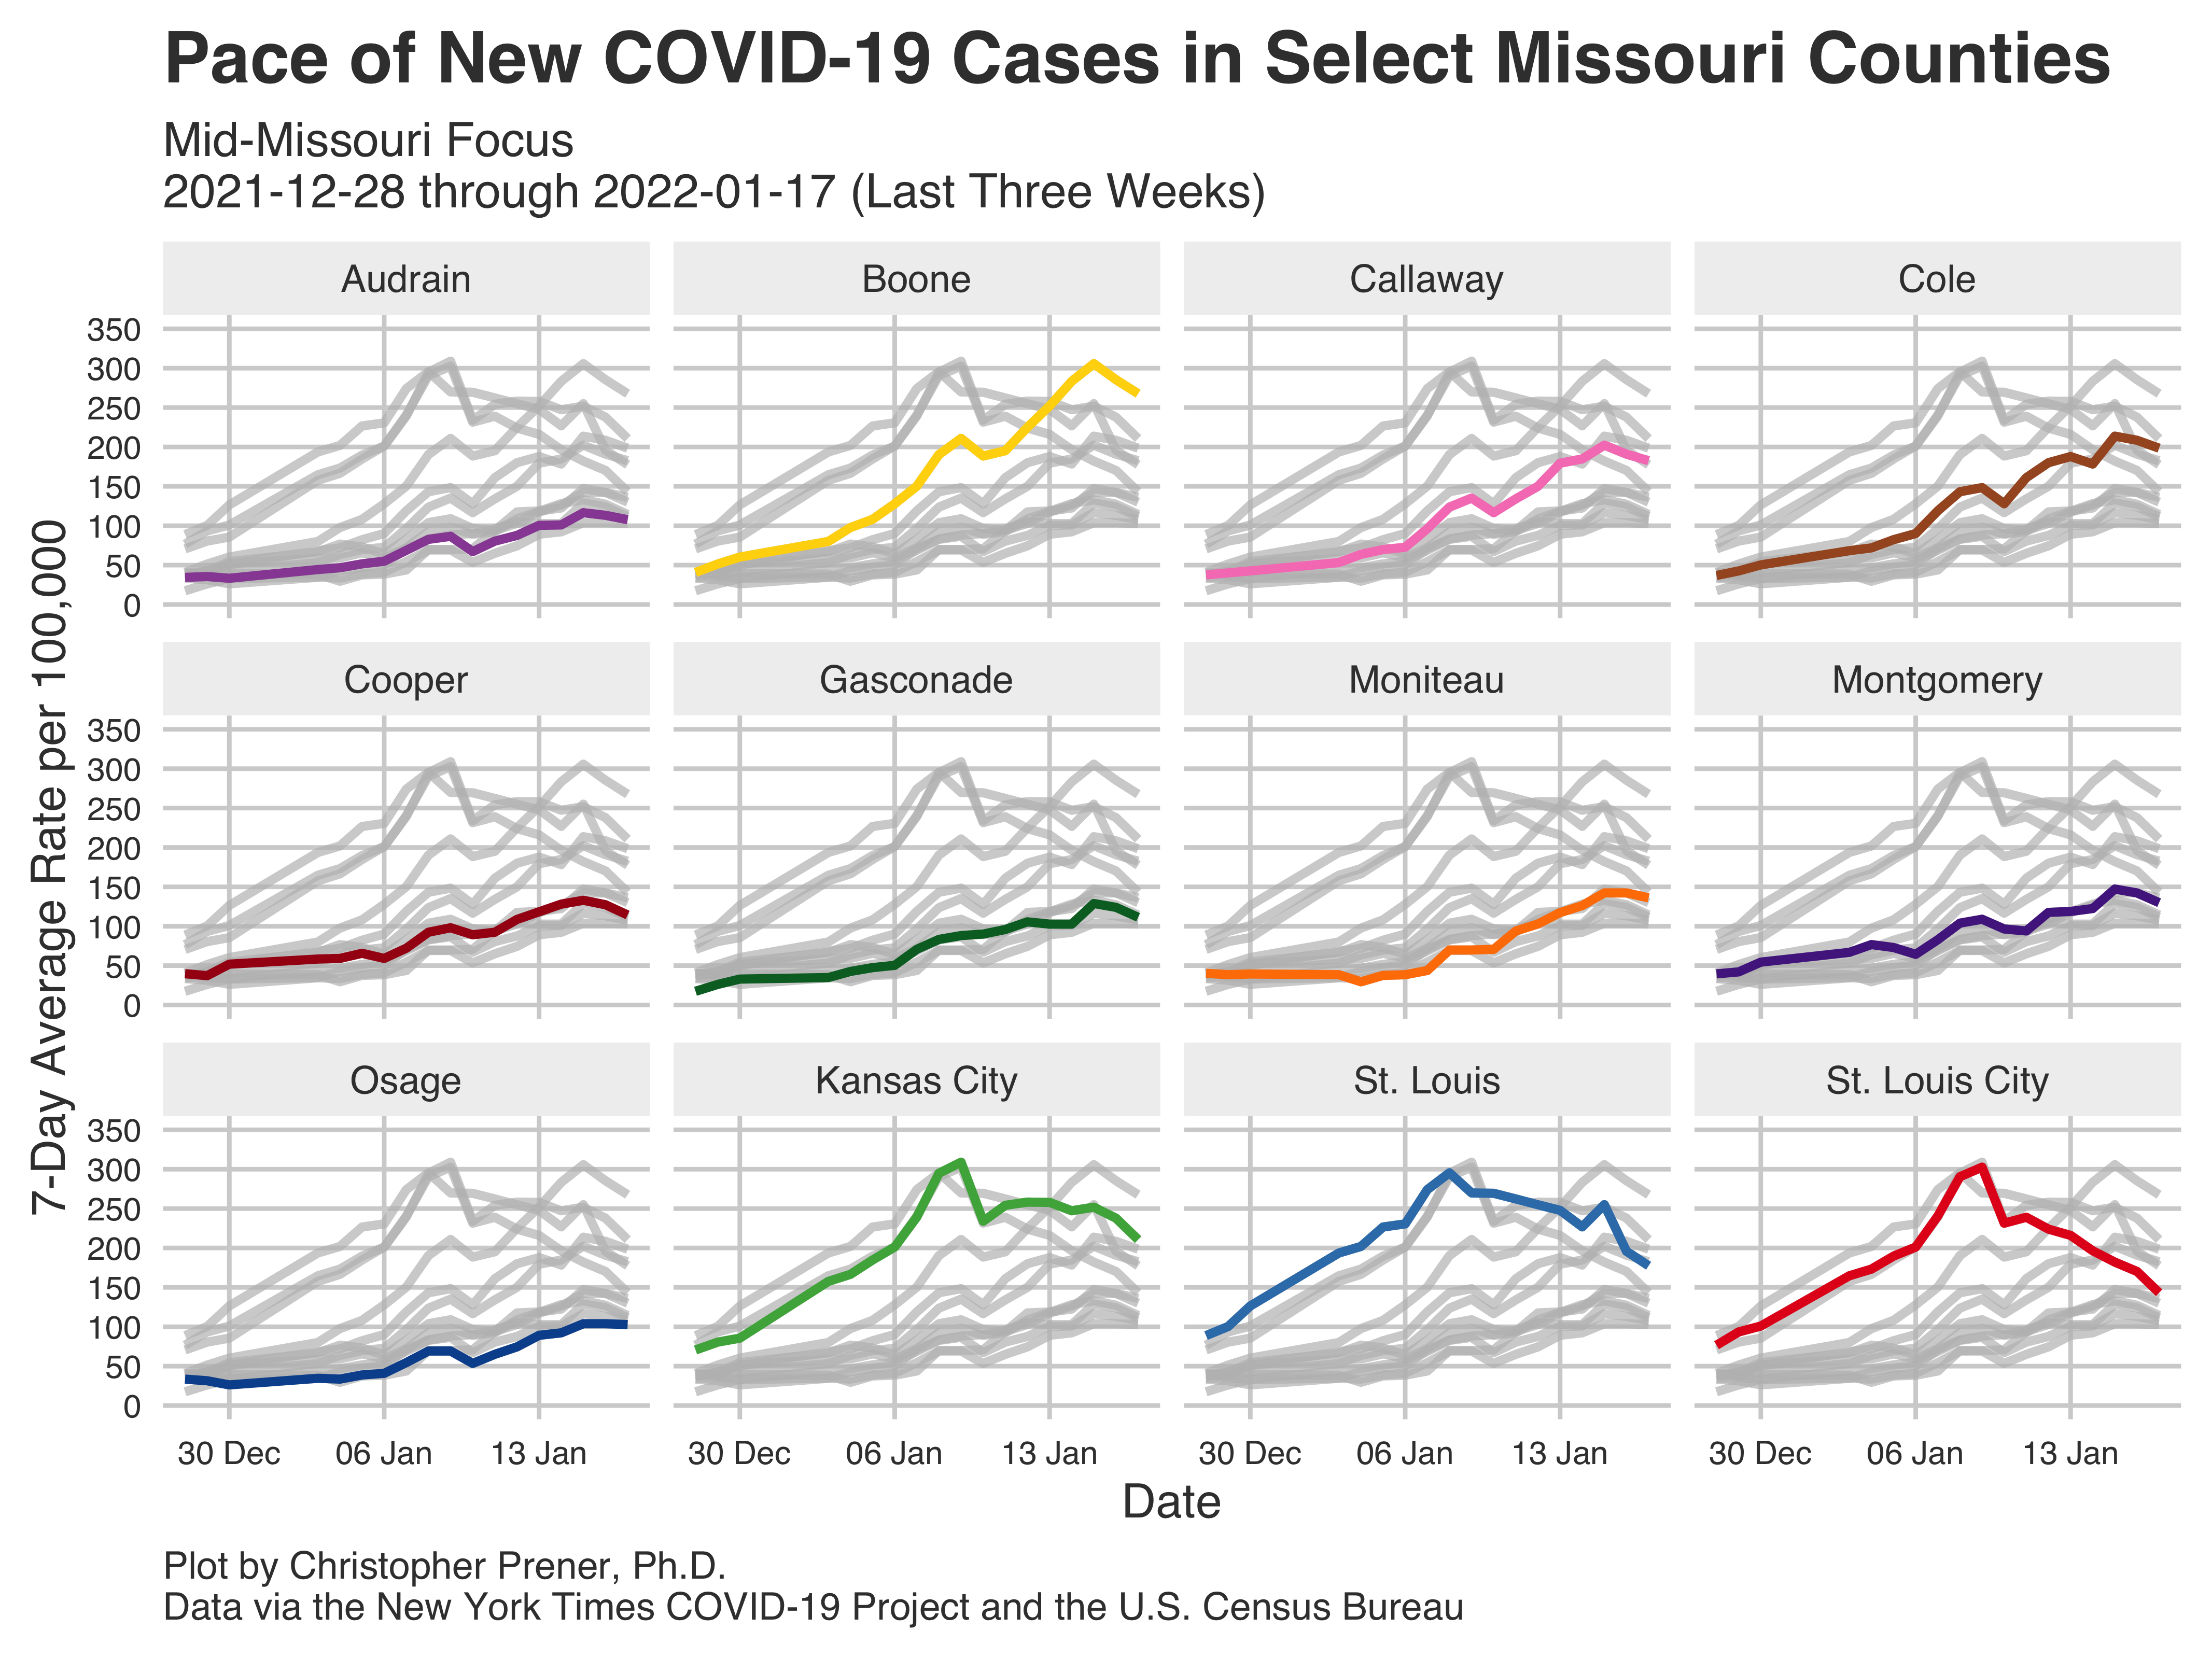 Pace of New COVID-19 Cases in Select Missouri Counties
Mid-Missouri Focus
2021-12-28 through 2022-01-17 (Last Three Weeks)
Audrain
Boone
Callaway
Cole
350
300
250
200
150
100
50
0
Cooper
Gasconade
Moniteau
Montgomery
350
300
250
200
150
100
50
0
Osage
Kansas City
St. Louis
St. Louis City
350
300
250
200
150
100
50
0
7-Day Average Rate per 100,000
30 Dec
06 Jan
13 Jan
30 Dec
06 Jan
13 Jan
30 Dec
06 Jan
13 Jan
30 Dec
06 Jan
13 Jan
Date
Plot by Christopher Prener, Ph.D.
Data via the New York Times COVID-19 Project and the U.S. Census Bureau